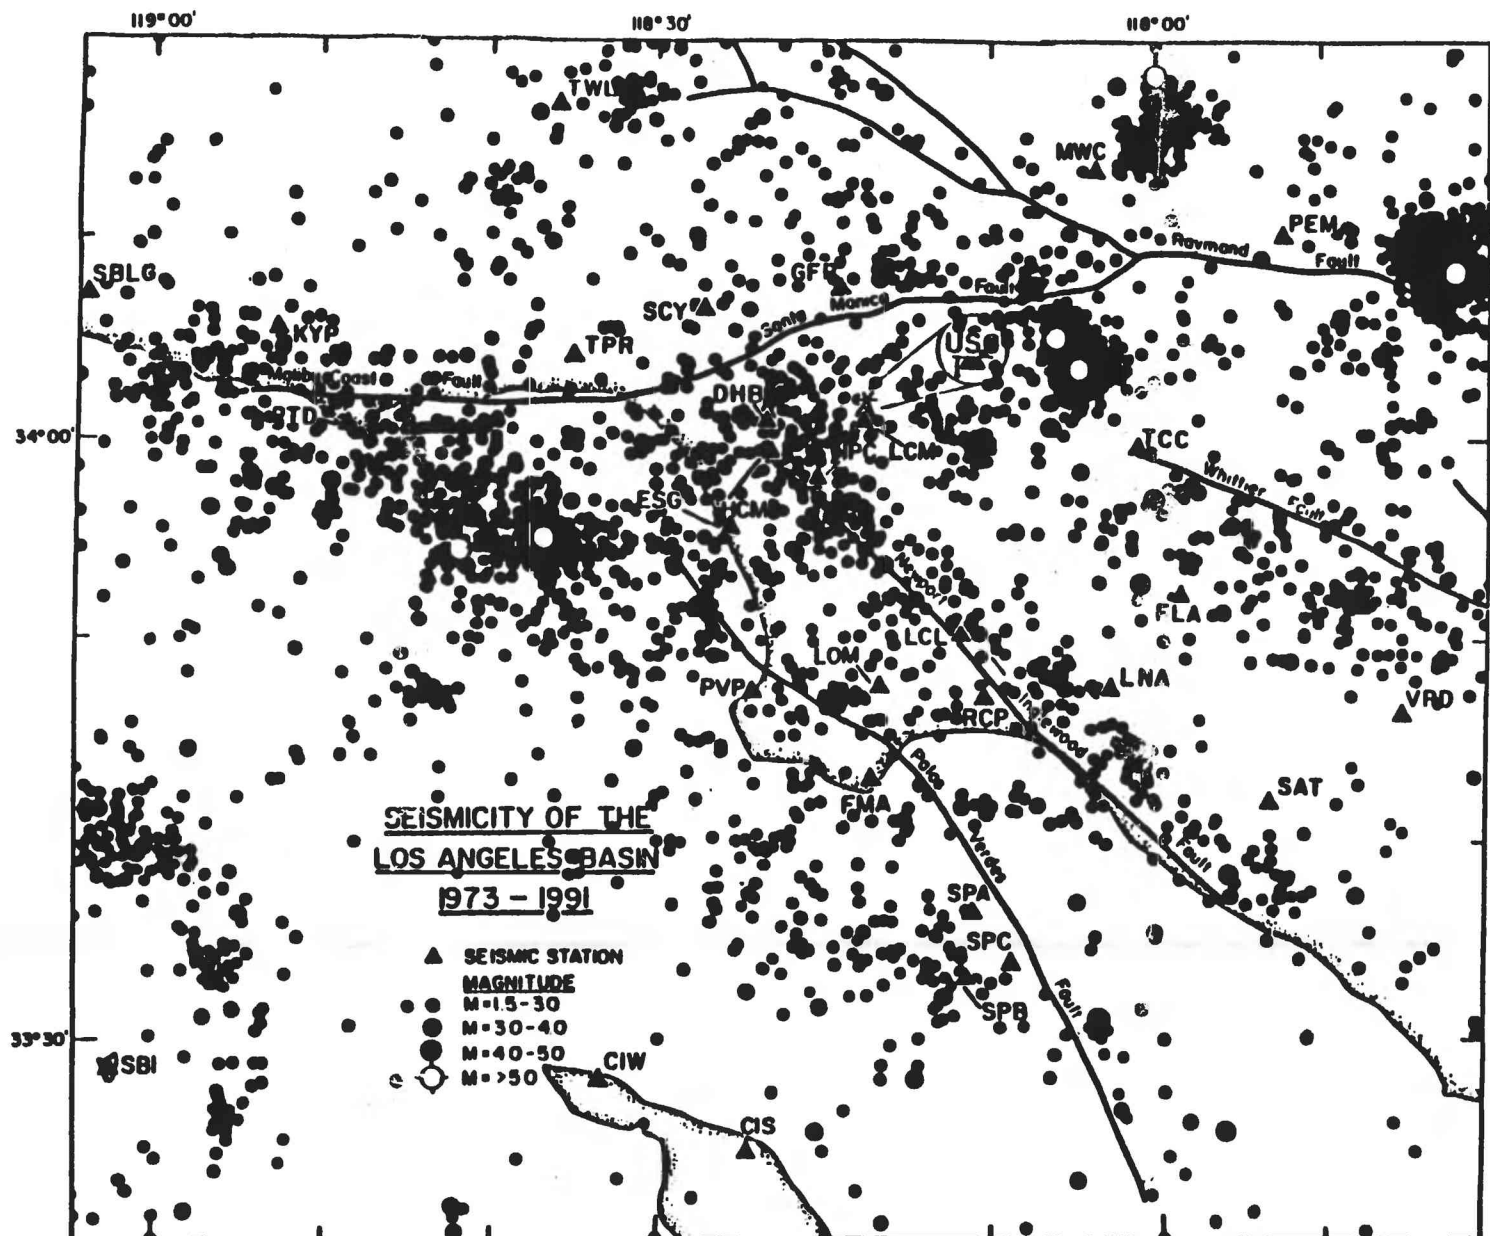 119° 00'
118° 30'
118° 00'
TWL
MWC
PEM
Raymond
Fault
SBLG
GFP
SCY
Santa Monica Fault
KYP
TPR
USC
Malibu Coast Fault
DHB
PTD
34° 00'
TCC
IPC LCM
Whittier
Fault
ESG
HCM
Newport
FLA
LCL
LOM
LNA
PVP
VRD
RCP
Inglewood
Palos
SAT
FMA
SEISMICITY OF THE
LOS ANGELES BASIN
1973 - 1991
Verdes
Fault
SPA
SPC
SEISMIC STATION
MAGNITUDE
M=1.5-3.0
Fault
SPB
M=3.0-4.0
33° 30'
M=4.0-5.0
SBI
CIW
M=>5.0
CIS